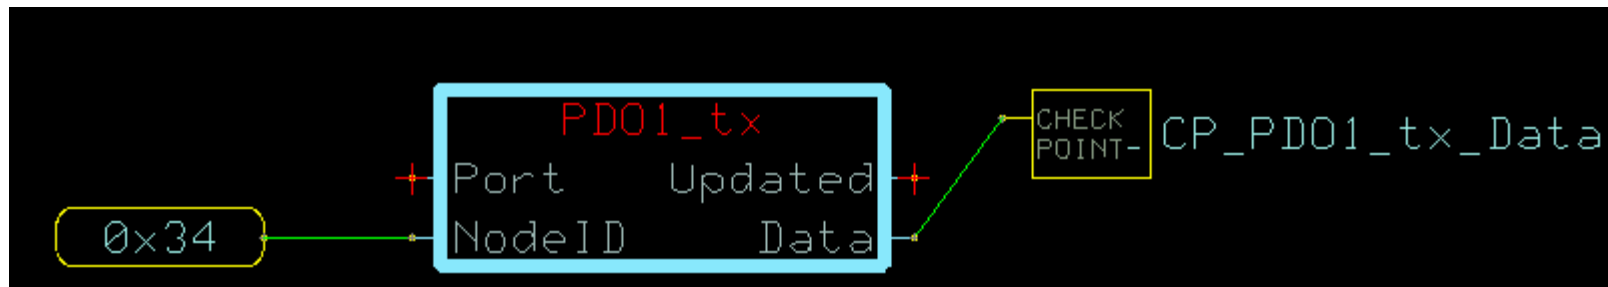 PDO1_tx
Port Updated
0x34 NodeID Data
CHECK
POINT- CP_PDO1_tx_Data